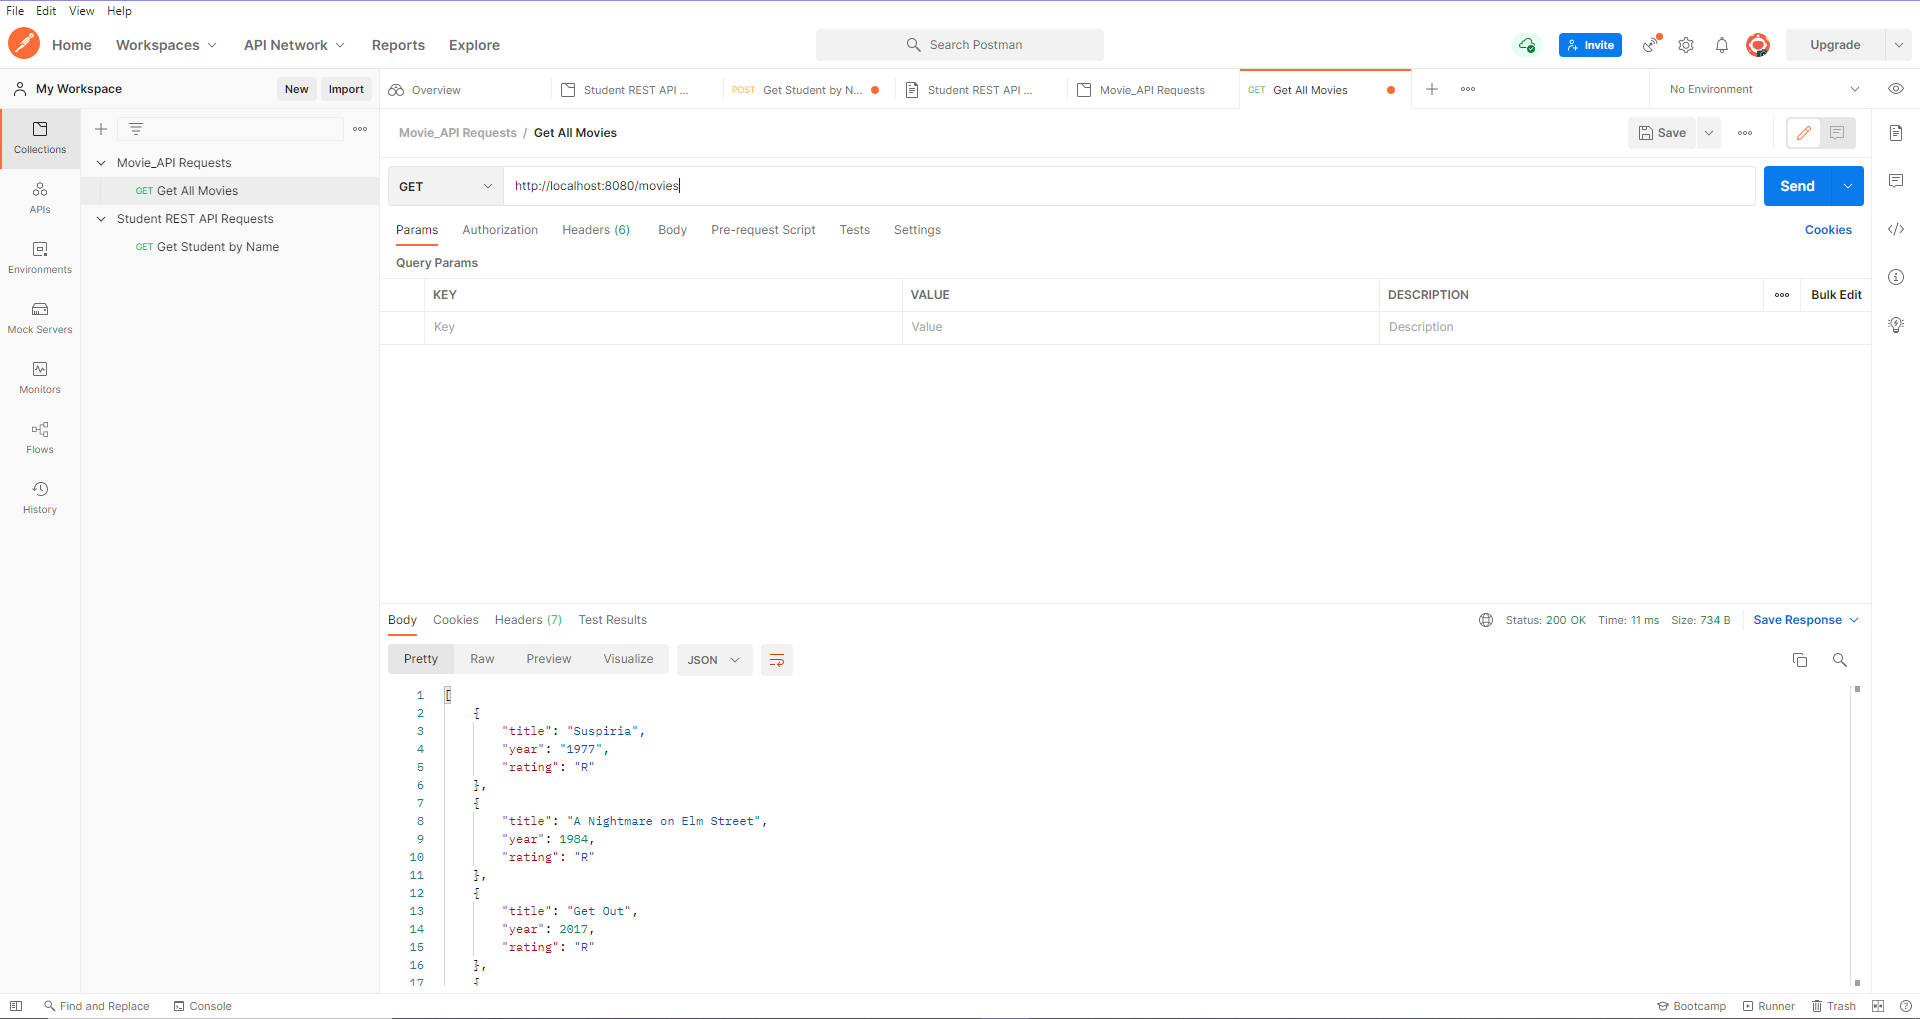 File Edit View Help
Home Workspaces API Network Reports Explore Search Postman Invite Upgrade
My Workspace New Import Overview Student REST API ... POST Get Student by N... Student REST API ... Movie_API Requests GET Get All Movies No Environment
Collections
APIs
Environments
Mock Servers
Monitors
Flows
History
Movie_API Requests
GET Get All Movies
Student REST API Requests
GET Get Student by Name
Movie_API Requests / Get All Movies Save
GET http://localhost:8080/movies Send
Params Authorization Headers (6) Body Pre-request Script Tests Settings Cookies
Query Params
KEY VALUE DESCRIPTION Bulk Edit
Key Value Description
Body Cookies Headers (7) Test Results Status: 200 OK Time: 11 ms Size: 734 B Save Response
Pretty Raw Preview Visualize JSON
1 [
2 {
3 "title": "Suspiria",
4 "year": "1977",
5 "rating": "R"
6 },
7 {
8 "title": "A Nightmare on Elm Street",
9 "year": 1984,
10 "rating": "R"
11 },
12 {
13 "title": "Get Out",
14 "year": 2017,
15 "rating": "R"
16 },
17 {
Find and Replace Console Bootcamp Runner Trash